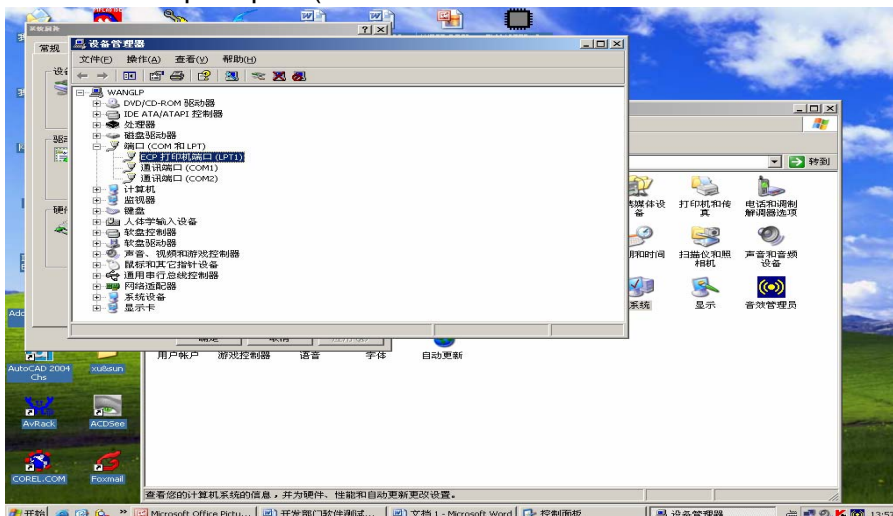 设备管理器
文件(F) 操作(A) 查看(V) 帮助(H)
常规
WANGLP
DVD/CD-ROM 驱动器
IDE ATA/ATAPI 控制器
处理器
磁盘驱动器
端口 (COM 和 LPT)
ECP 打印机端口 (LPT1)
通讯端口 (COM1)
通讯端口 (COM2)
计算机
监视器
键盘
人体学输入设备
软盘控制器
软盘驱动器
声音、视频和游戏控制器
鼠标和其它指针设备
通用串行总线控制器
网络适配器
系统设备
显示卡
转到
打印机和传真
电话和调制解调器选项
扫描仪和照相机
声音和音频设备
系统
显示
音效管理员
用户帐户
游戏控制器
语音
字体
自动更新
AutoCAD 2004 Chs
xu&sun
AvRack
ACDSee
COREL.COM
Foxmail
查看您的计算机系统的信息，并为硬件、性能和自动更新更改设置。
开始
Microsoft Office Pictu...
开发部门软件测试...
文档 1 - Microsoft Word
控制面板
设备管理器